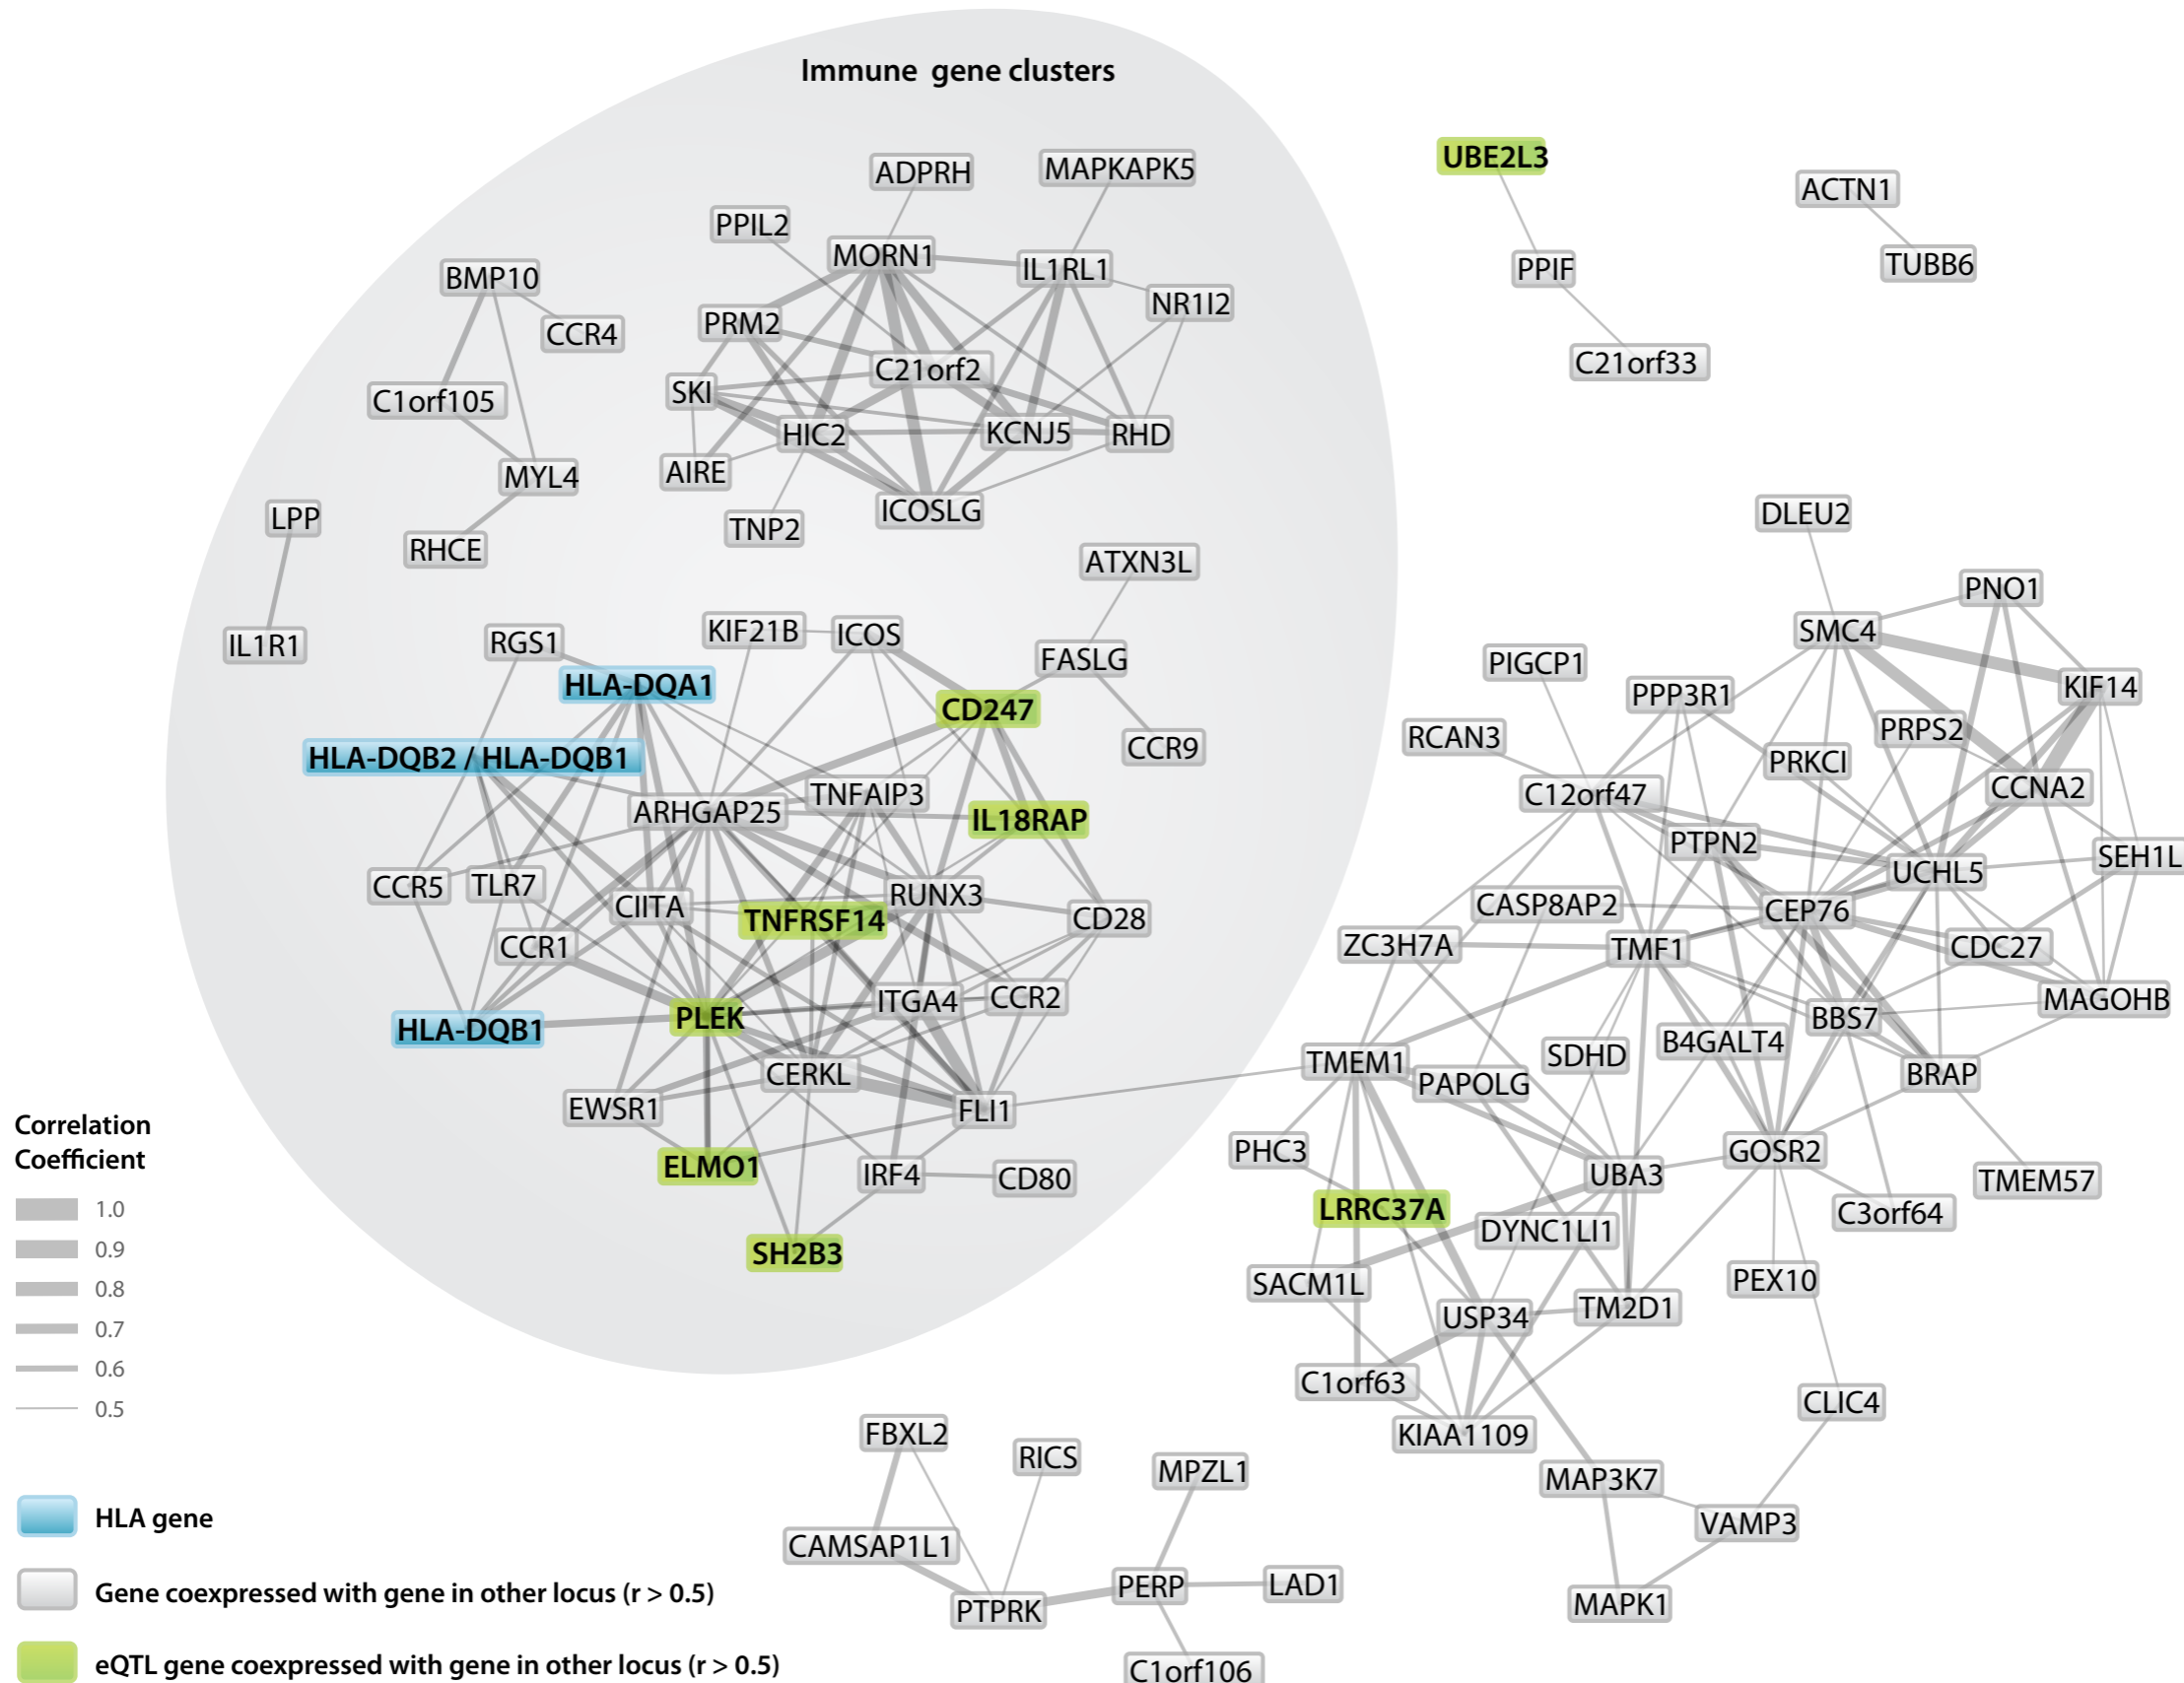 Immune gene clusters
UBE2L3
ADPRH
MAPKAPK5
ACTN1
PPIL2
MORN1
IL1RL1
PPIF
TUBB6
BMP10
NR1I2
CCR4
PRM2
C21orf2
C21orf33
SKI
C1orf105
HIC2
KCNJ5
RHD
AIRE
MYL4
ICOSLG
LPP
TNP2
DLEU2
RHCE
ATXN3L
PNO1
KIF21B
ICOS
SMC4
IL1R1
RGS1
FASLG
PIGCP1
HLA-DQA1
KIF14
PPP3R1
CD247
PRPS2
RCAN3
CCR9
HLA-DQB2 / HLA-DQB1
PRKCI
CCNA2
TNFAIP3
C12orf47
ARHGAP25
IL18RAP
PTPN2
SEH1L
UCHL5
CCR5
TLR7
RUNX3
CIITA
TNFRSF14
CD28
CASP8AP2
CEP76
CCR1
ZC3H7A
TMF1
CDC27
ITGA4
CCR2
MAGOHB
PLEK
BBS7
HLA-DQB1
B4GALT4
SDHD
TMEM1
CERKL
BRAP
PAPOLG
EWSR1
FLI1
Correlation
Coefficient
PHC3
GOSR2
ELMO1
IRF4
CD80
UBA3
TMEM57
1.0
LRRC37A
C3orf64
DYNC1LI1
0.9
SH2B3
PEX10
SACM1L
0.8
TM2D1
USP34
0.7
0.6
C1orf63
CLIC4
0.5
FBXL2
KIAA1109
RICS
MPZL1
MAP3K7
HLA gene
VAMP3
CAMSAP1L1
PERP
LAD1
Gene coexpressed with gene in other locus (r > 0.5)
PTPRK
MAPK1
eQTL gene coexpressed with gene in other locus (r > 0.5)
C1orf106